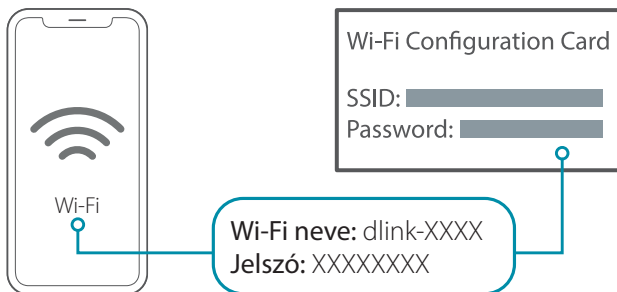 Wi-Fi Configuration Card
SSID:
Password:
Wi-Fi
Wi-Fi neve: dlink-XXXX
Jelszó: XXXXXXXX